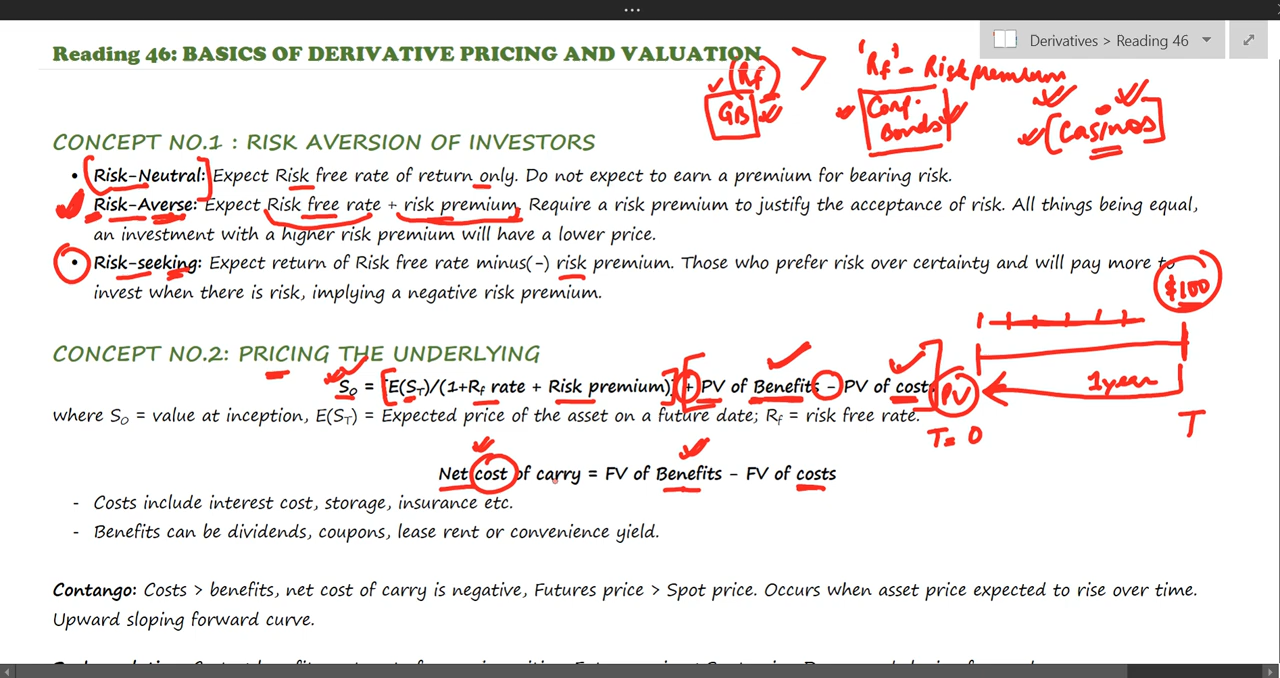 Derivatives > Reading 46
Reading 46: BASICS OF DERIVATIVE PRICING AND VALUATION
(Rf) > 'Rf' - Risk premium
GB
Corp. Bonds
(Casinos)
CONCEPT NO.1 : RISK AVERSION OF INVESTORS
• Risk-Neutral: Expect Risk free rate of return only. Do not expect to earn a premium for bearing risk.
• Risk-Averse: Expect Risk free rate + risk premium. Require a risk premium to justify the acceptance of risk. All things being equal,
an investment with a higher risk premium will have a lower price.
• Risk-seeking: Expect return of Risk free rate minus(-) risk premium. Those who prefer risk over certainty and will pay more to
invest when there is risk, implying a negative risk premium.
$100
CONCEPT NO.2: PRICING THE UNDERLYING
S0 = [E(ST)/(1+Rf rate + Risk premium)] + PV of Benefits - PV of costs
PV
1 year
where S0 = value at inception, E(ST) = Expected price of the asset on a future date; Rf = risk free rate.
T= 0
T
Net cost of carry = FV of Benefits - FV of costs
- Costs include interest cost, storage, insurance etc.
- Benefits can be dividends, coupons, lease rent or convenience yield.
Contango: Costs > benefits, net cost of carry is negative, Futures price > Spot price. Occurs when asset price expected to rise over time.
Upward sloping forward curve.